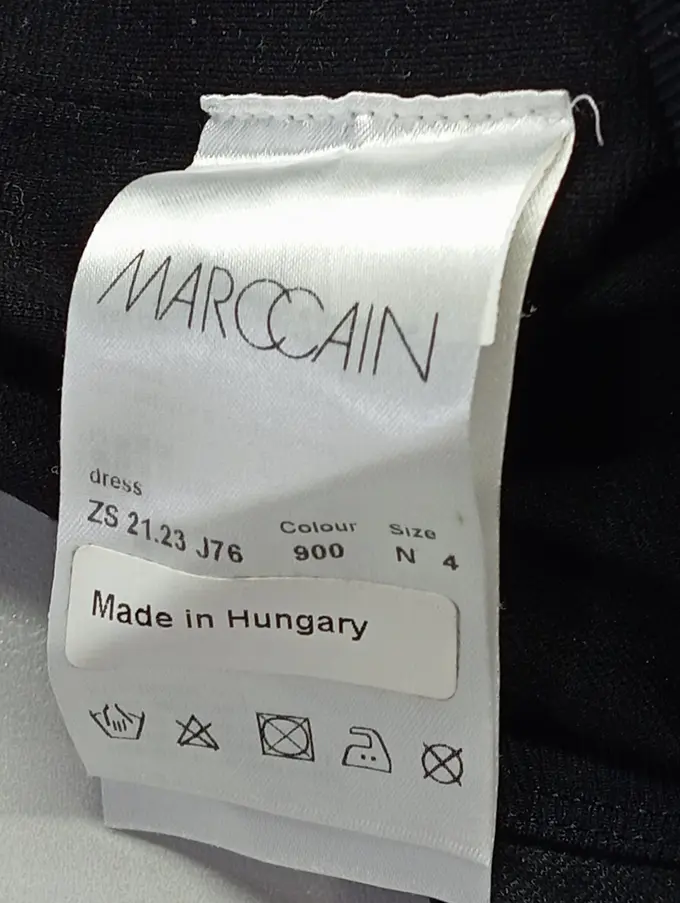 MARCCAIN
dress
ZS 21.23 J76 Colour 900 Size N 4
Made in Hungary